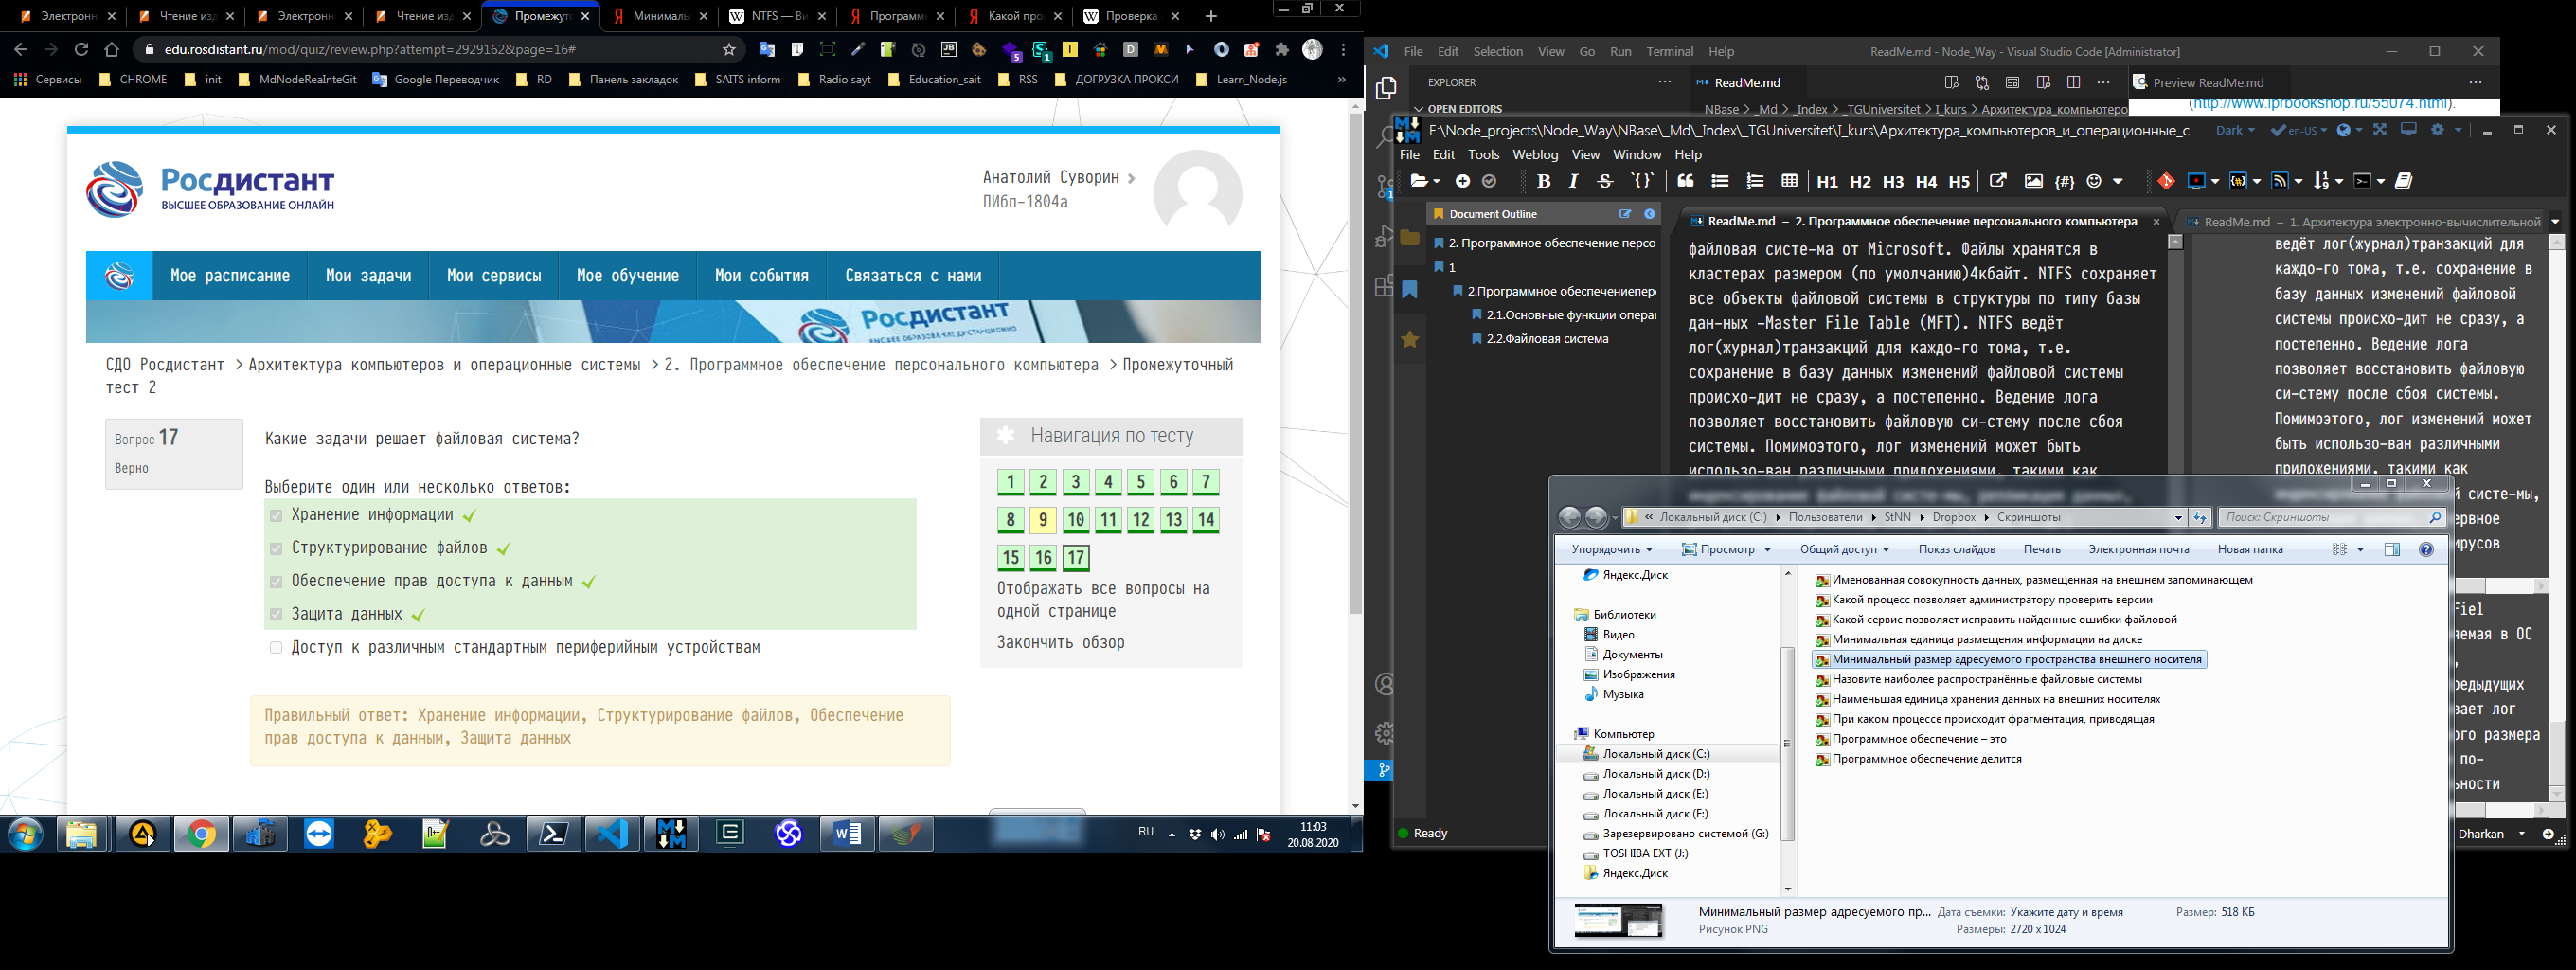 Электронн
Чтение изд
Электронн
Чтение изд
Промежуто
Минималь
NTFS — Ви
Программ
Какой про
Проверка
edu.rosdistant.ru/mod/quiz/review.php?attempt=2929162&page=16#
Сервисы CHROME init MdNodeReaInteGit Google Переводчик RD Панель закладок SAITS inform Radio sayt Education_sait RSS ДОГРУЗКА ПРОКСИ Learn_Node.js »
Росдистант
ВЫСШЕЕ ОБРАЗОВАНИЕ ОНЛАЙН
Анатолий Суворин
ПИбп-1804а
Мое расписание Мои задачи Мои сервисы Мое обучение Мои события Связаться с нами
Росдистант
СДО Росдистант > Архитектура компьютеров и операционные системы > 2. Программное обеспечение персонального компьютера > Промежуточный
тест 2
Вопрос 17
Верно
Какие задачи решает файловая система?
Выберите один или несколько ответов:
Хранение информации
Структурирование файлов
Обеспечение прав доступа к данным
Защита данных
Доступ к различным стандартным периферийным устройствам
Правильный ответ: Хранение информации, Структурирование файлов, Обеспечение
прав доступа к данным, Защита данных
Навигация по тесту
1 2 3 4 5 6 7
8 9 10 11 12 13 14
15 16 17
Отображать все вопросы на
одной странице
Закончить обзор
RU
11:03
20.08.2020
File Edit Selection View Go Run Terminal Help
ReadMe.md - Node_Way - Visual Studio Code [Administrator]
EXPLORER
OPEN EDITORS
ReadMe.md
Preview ReadMe.md
NBase > _Md > _Index > _TGUniversitet > I_kurs > Архитектура_компьютеро
(http://www.iprbookshop.ru/55074.html).
E:\Node_projects\Node_Way\NBase\_Md\_Index\_TGUniversitet\I_kurs\Архитектура_компьютеров_и_операционные_с...
Dark en-US
File Edit Tools Weblog View Window Help
H1 H2 H3 H4 H5
Document Outline
2. Программное обеспечение персо
1
2.Программное обеспечениепер
2.1.Основные функции опера
2.2.Файловая система
ReadMe.md – 2. Программное обеспечение персонального компьютера
ReadMe.md – 1. Архитектура электронно-вычислительной
файловая систе-ма от Microsoft. Файлы хранятся в
кластерах размером (по умолчанию)4кбайт. NTFS сохраняет
все объекты файловой системы в структуры по типу базы
дан-ных -Master File Table (MFT). NTFS ведёт
лог(журнал)транзакций для каждо-го тома, т.е.
сохранение в базу данных изменений файловой системы
происхо-дит не сразу, а постепенно. Ведение лога
позволяет восстановить файловую си-стему после сбоя
системы. Помимоэтого, лог изменений может быть
использо-ван различными приложениями, такими как
ведёт лог(журнал)транзакций для
каждо-го тома, т.е. сохранение в
базу данных изменений файловой
системы происхо-дит не сразу, а
постепенно. Ведение лога
позволяет восстановить файловую
си-стему после сбоя системы.
Помимоэтого, лог изменений может
быть использо-ван различными
приложениями, такими как
систе-мы,
Ready
Dharkan
Локальный диск (C:) Пользователи StNN Dropbox Скриншоты
Поиск: Скриншоты
Упорядочить Просмотр Общий доступ Показ слайдов Печать Электронная почта Новая папка
Яндекс.Диск
Библиотеки
Видео
Документы
Изображения
Музыка
Компьютер
Локальный диск (C:)
Локальный диск (D:)
Локальный диск (E:)
Локальный диск (F:)
Зарезервировано системой (G:)
TOSHIBA EXT (J:)
Яндекс.Диск
Именованная совокупность данных, размещенная на внешнем запоминающем
Какой процесс позволяет администратору проверить версии
Какой сервис позволяет исправить найденные ошибки файловой
Минимальная единица размещения информации на диске
Минимальный размер адресуемого пространства внешнего носителя
Назовите наиболее распространённые файловые системы
Наименьшая единица хранения данных на внешних носителях
При каком процессе происходит фрагментация, приводящая
Программное обеспечение – это
Программное обеспечение делится
Минимальный размер адресуемого пр...
Рисунок PNG
Дата съемки: Укажите дату и время
Размеры: 2720 x 1024
Размер: 518 КБ